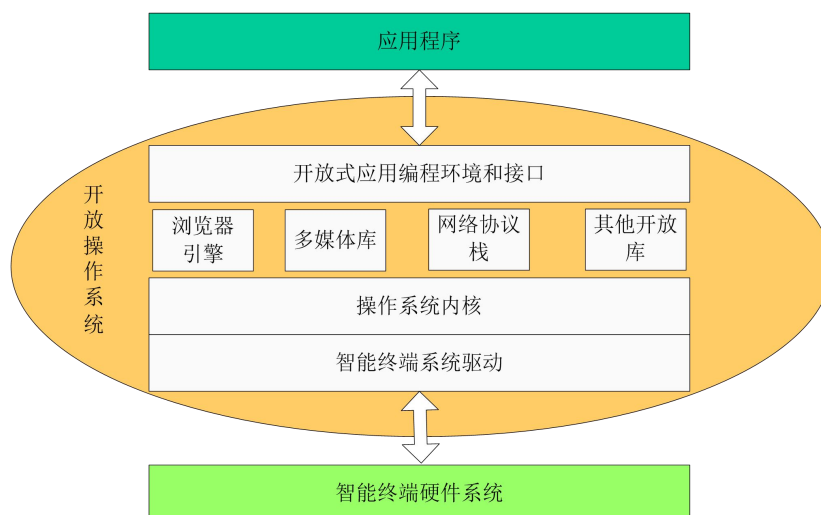 应用程序
开放式应用编程环境和接口
开放操作系统
浏览器
引擎
多媒体库
网络协议
栈
其他开放
库
操作系统内核
智能终端系统驱动
智能终端硬件系统